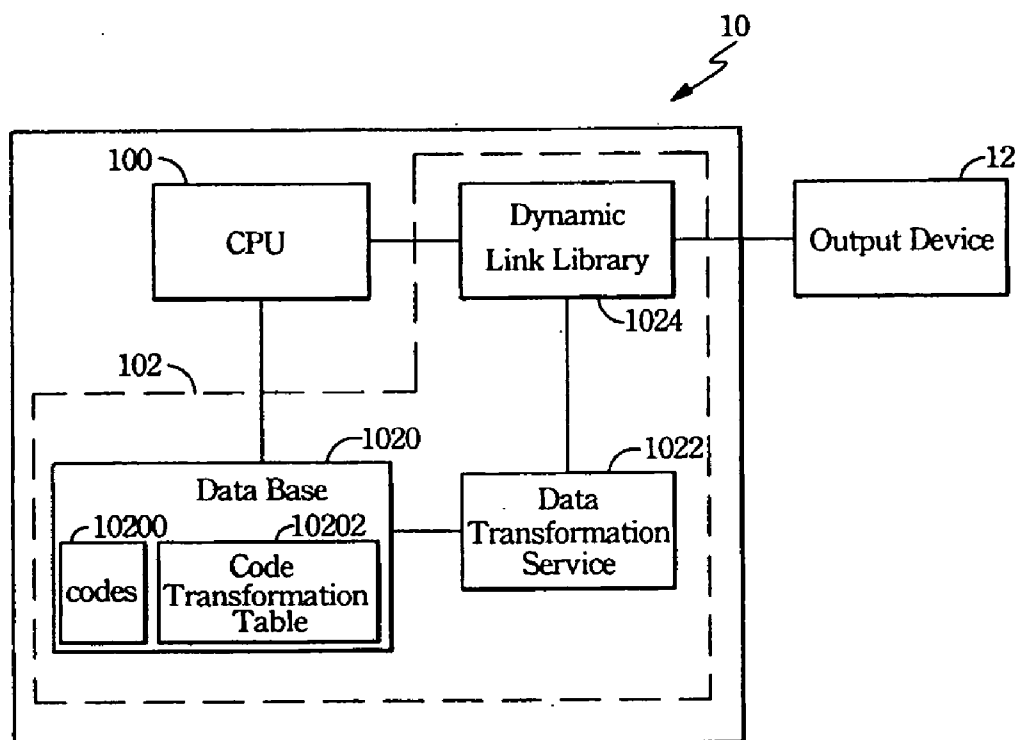 10
100
CPU
Dynamic
Link Library
1024
12
Output Device
102
1020
Data Base
10200
codes
10202
Code
Transformation
Table
1022
Data
Transformation
Service